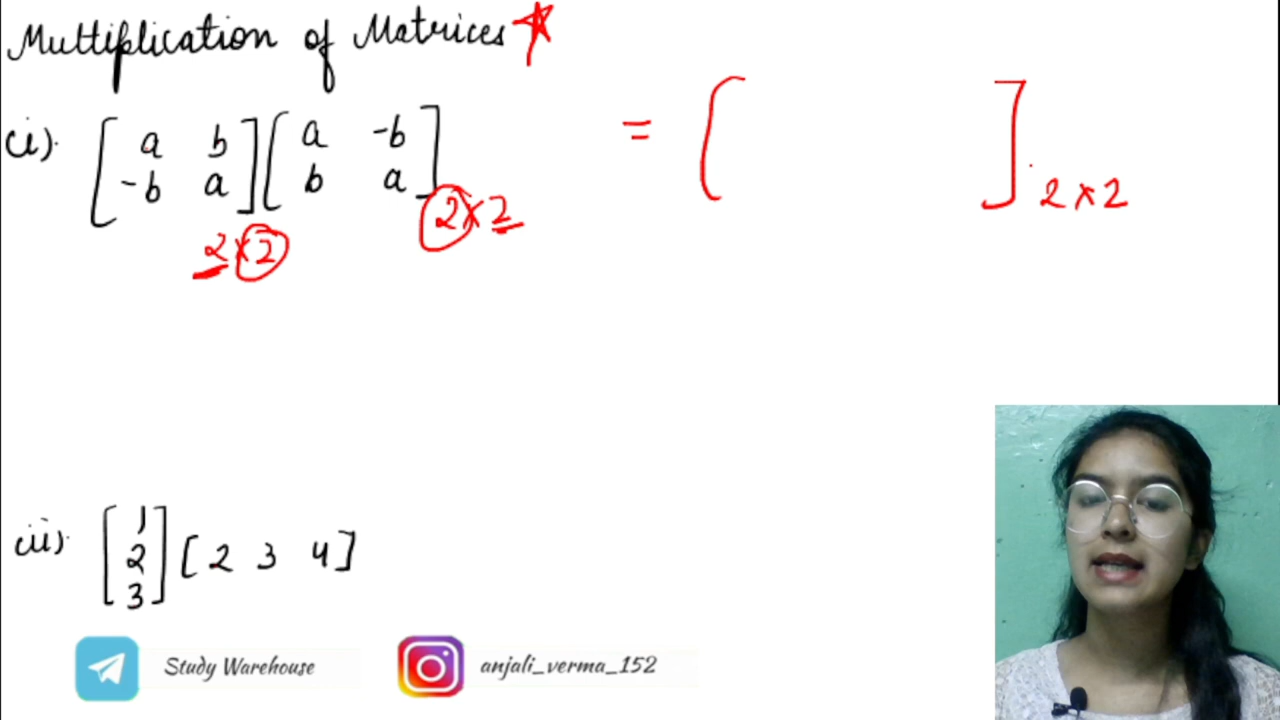 Multiplication of Matrices ★
(i). [ a b ] [ a -b ] = [ ] 2×2
[ -b a ] [ b a ] 2×2
2×2
(ii). [ 1 ] [ 2 3 4 ]
[ 2 ]
[ 3 ]
Study Warehouse
anjali_verma_152